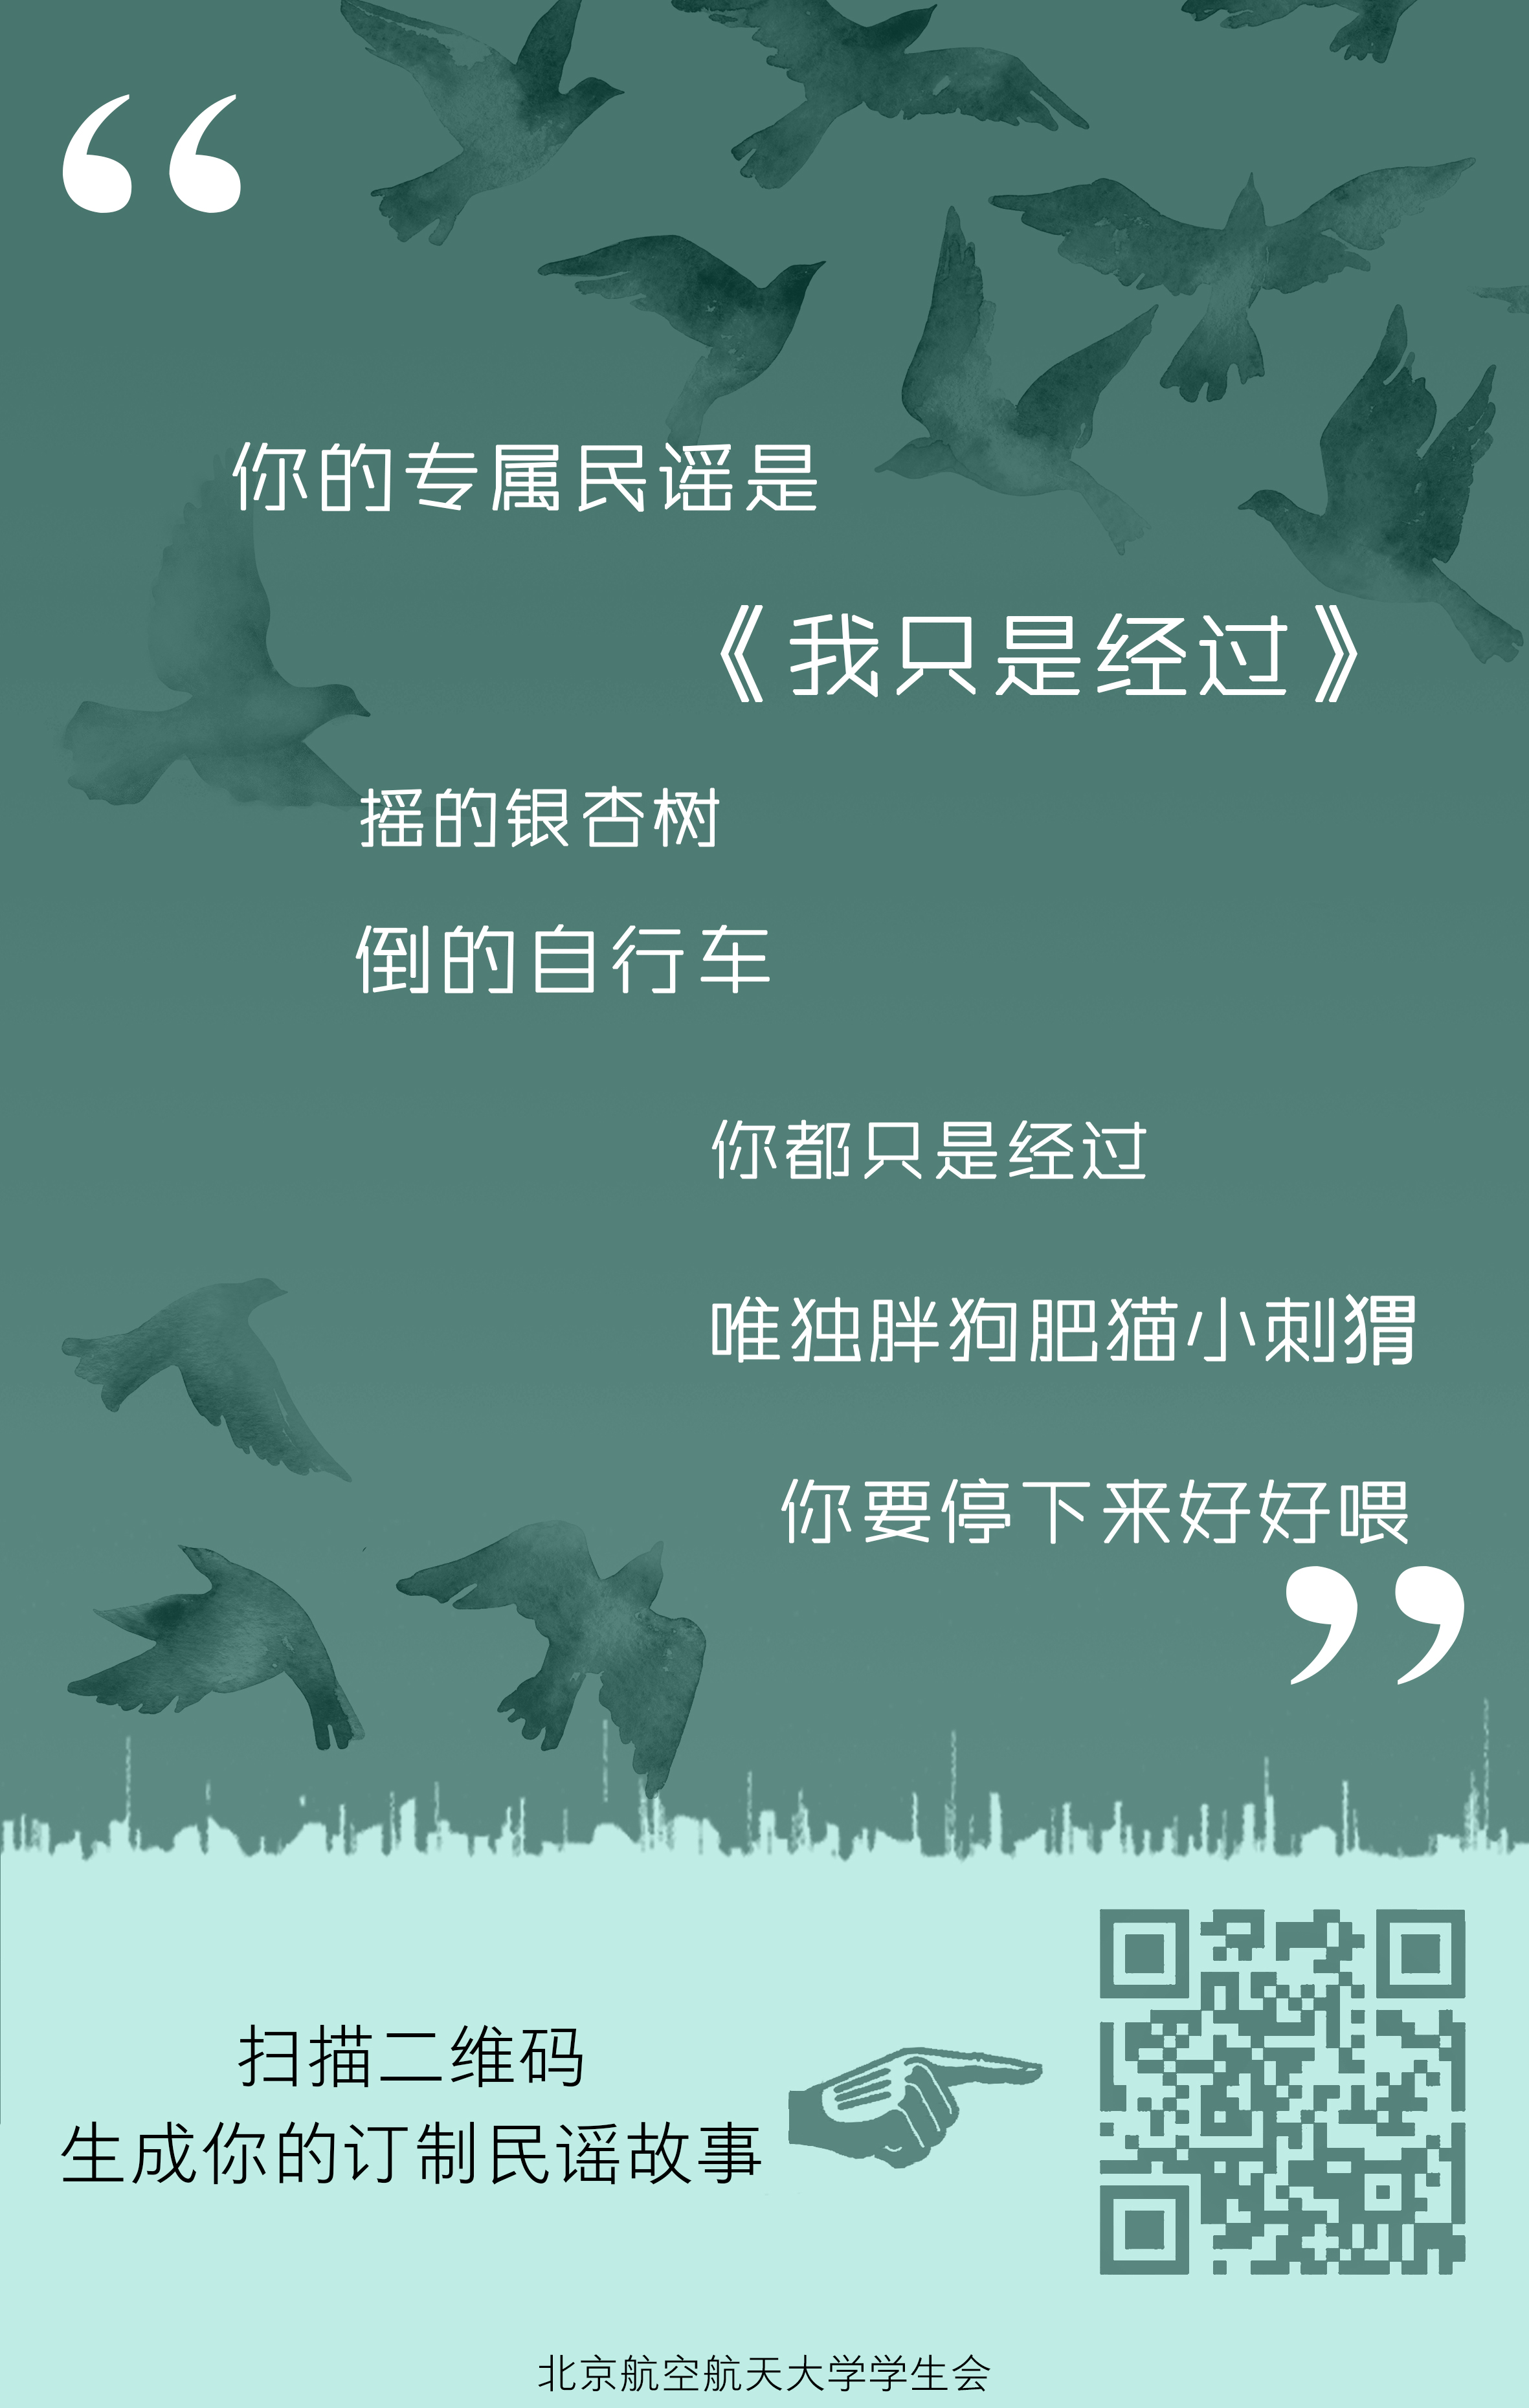 “
你的专属民谣是
《我只是经过》
摇的银杏树
倒的自行车
你都只是经过
唯独胖狗肥猫小刺猬
你要停下来好好喂
”
扫描二维码
生成你的订制民谣故事
北京航空航天大学学生会